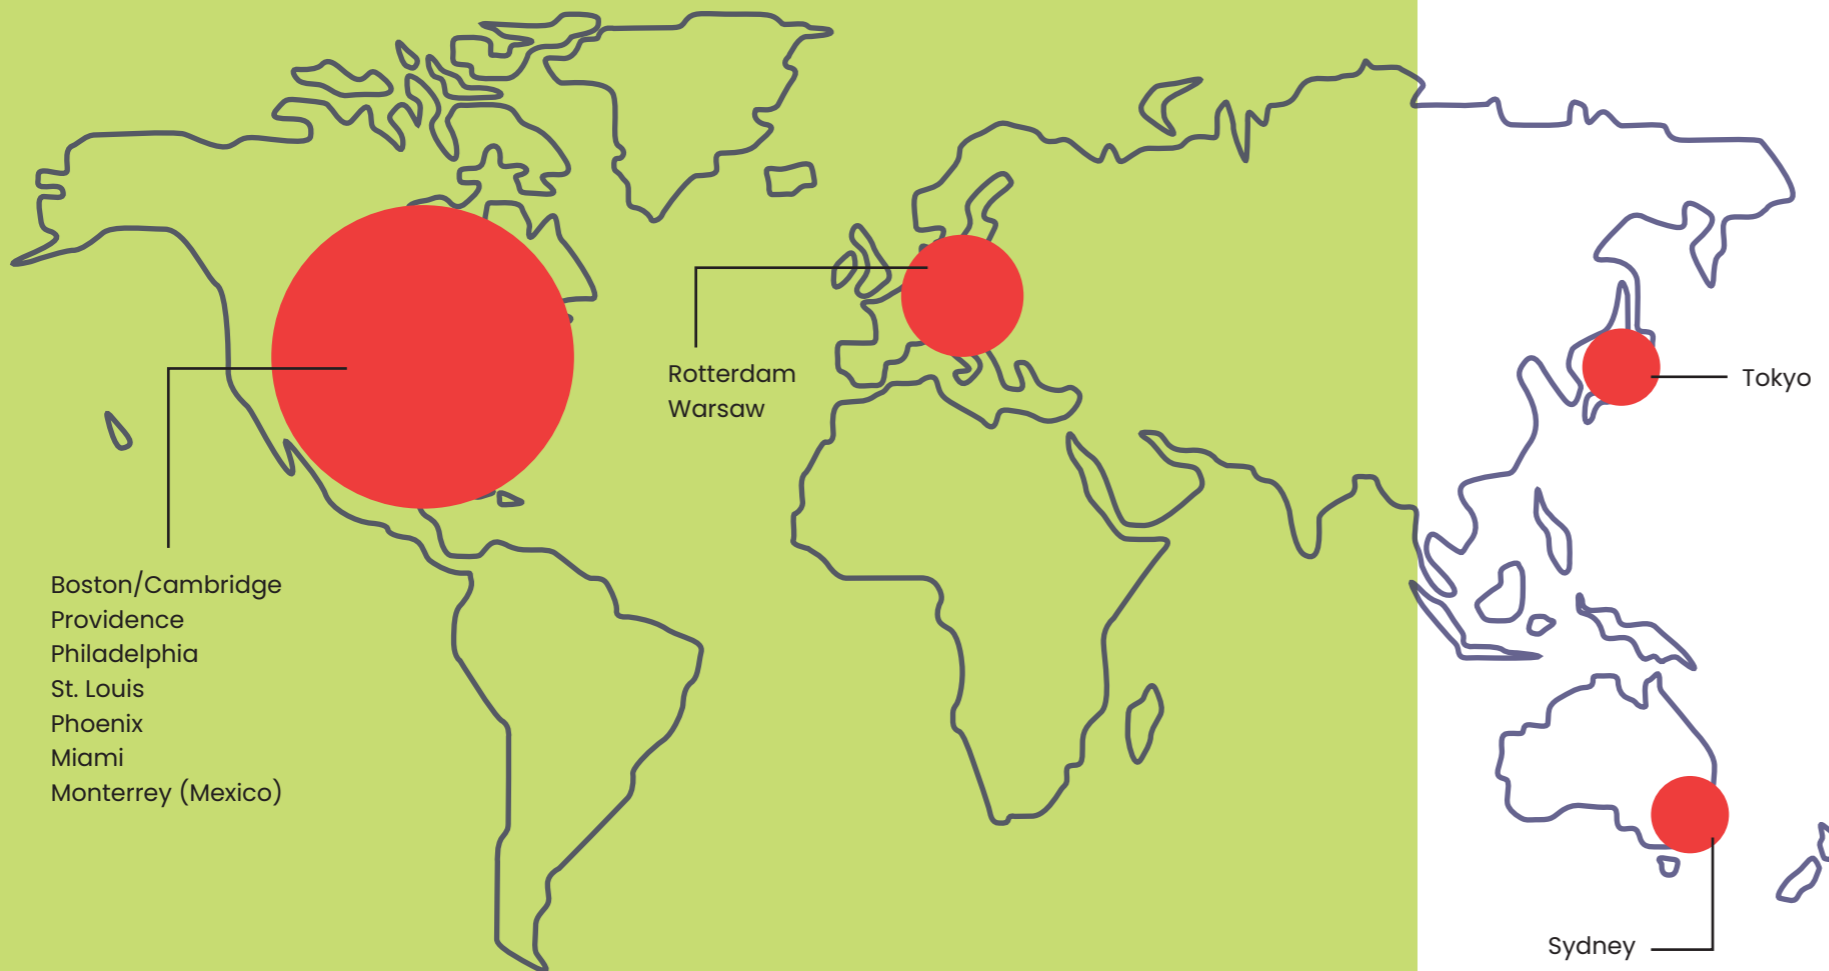 Rotterdam
Warsaw
Tokyo
Boston/Cambridge
Providence
Philadelphia
St. Louis
Phoenix
Miami
Monterrey (Mexico)
Sydney